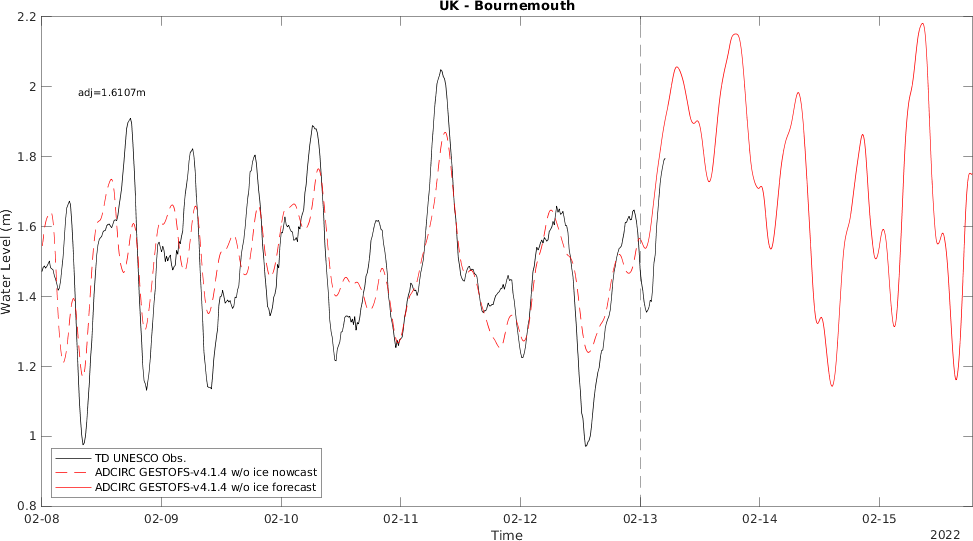 UK - Bournemouth
adj=1.6107m
Water Level (m)
2.2
2
1.8
1.6
1.4
1.2
1
0.8
TD UNESCO Obs.
ADCIRC GESTOFS-v4.1.4 w/o ice nowcast
ADCIRC GESTOFS-v4.1.4 w/o ice forecast
02-08 02-09 02-10 02-11 02-12 02-13 02-14 02-15
Time
2022